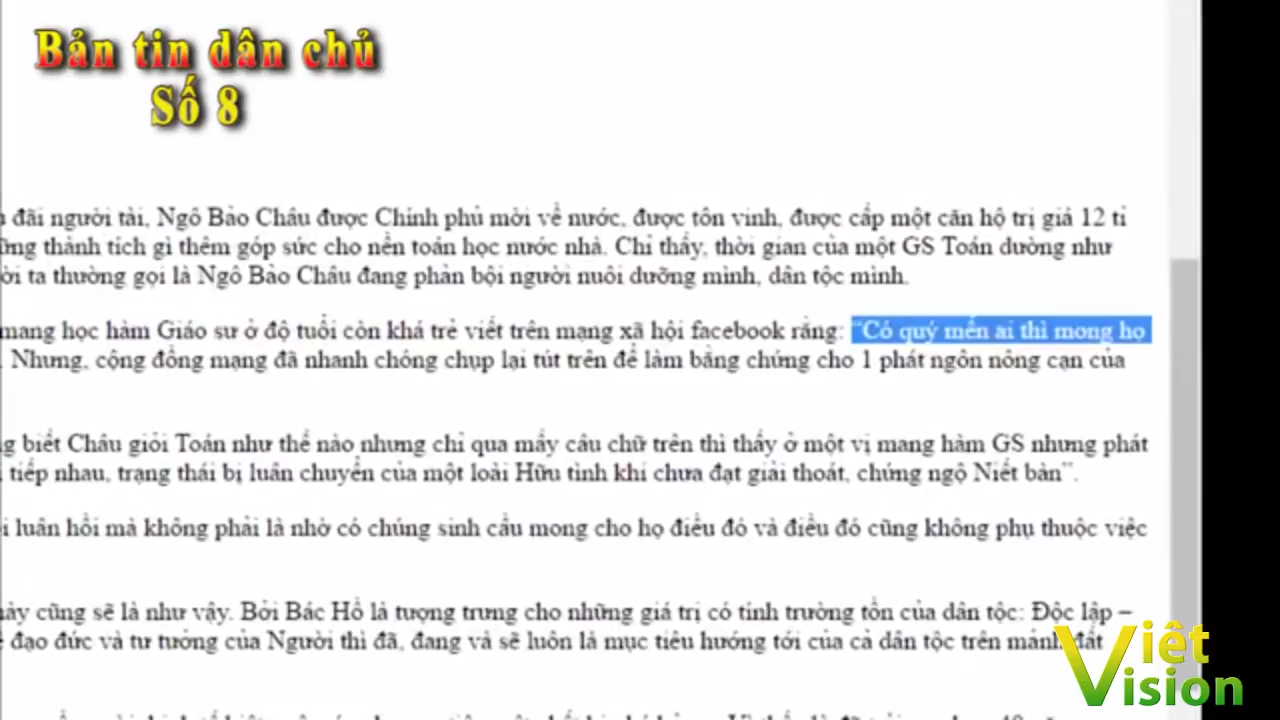 Bản tin dân chủ
Số 8
đãi người tài, Ngô Bảo Châu được Chính phủ mời về nước, được tôn vinh, được cấp một căn hộ trị giá 12 tỉ
ững thành tích gì thêm góp sức cho nền toán học nước nhà. Chỉ thấy, thời gian của một GS Toán dường như
ời ta thường gọi là Ngô Bảo Châu đang phản bội người nuôi dưỡng mình, dân tộc mình.
mang học hàm Giáo sư ở độ tuổi còn khá trẻ viết trên mạng xã hội facebook rằng: “Có quý mến ai thì mong họ
. Nhưng, cộng đồng mạng đã nhanh chóng chụp lại tút trên để làm bằng chứng cho 1 phát ngôn nông cạn của
g biết Châu giỏi Toán như thế nào nhưng chỉ qua mấy câu chữ trên thì thấy ở một vị mang hàm GS nhưng phát
tiếp nhau, trạng thái bị luân chuyển của một loài Hữu tình khi chưa đạt giải thoát, chứng ngộ Niết bàn”.
i luân hồi mà không phải là nhờ có chúng sinh cầu mong cho họ điều đó và điều đó cũng không phụ thuộc việc
ày cũng sẽ là như vậy. Bởi Bác Hồ là tượng trưng cho những giá trị có tính trường tồn của dân tộc: Độc lập –
đạo đức và tư tưởng của Người thì đã, đang và sẽ luôn là mục tiêu hướng tới của cả dân tộc trên mảnh đất
Việt
Vision